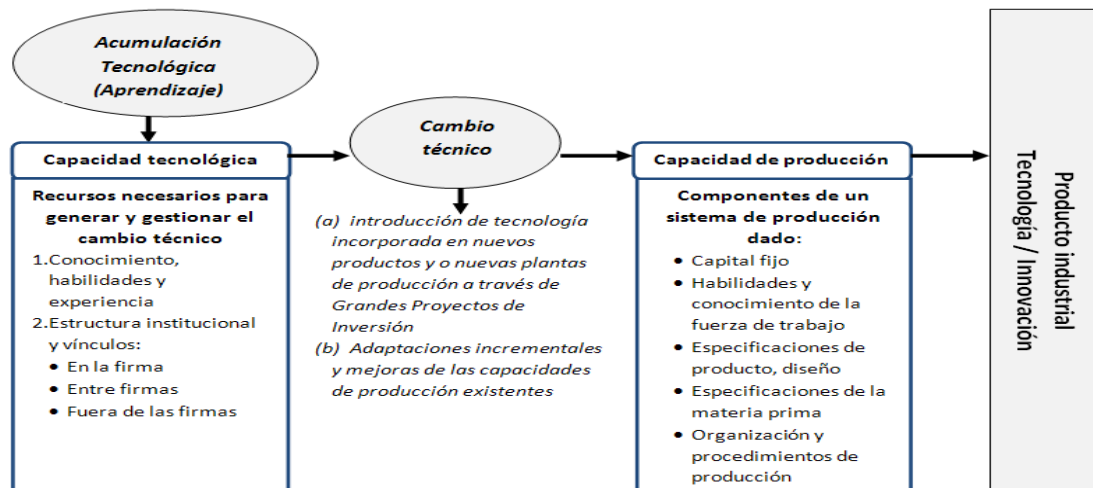 Acumulación
Tecnológica
(Aprendizaje)
Capacidad tecnológica
Recursos necesarios para
generar y gestionar el
cambio técnico
1.Conocimiento,
habilidades y
experiencia
2.Estructura institucional
y vínculos:
• En la firma
• Entre firmas
• Fuera de las firmas
Cambio
técnico
(a) introducción de tecnología
incorporada en nuevos
productos y o nuevas plantas
de producción a través de
Grandes Proyectos de
Inversión
(b) Adaptaciones incrementales
y mejoras de las capacidades
de producción existentes
Capacidad de producción
Componentes de un
sistema de producción
dado:
• Capital fijo
• Habilidades y
conocimiento de la
fuerza de trabajo
• Especificaciones de
producto, diseño
• Especificaciones de la
materia prima
• Organización y
procedimientos de
producción
Producto industrial
Tecnología / Innovación